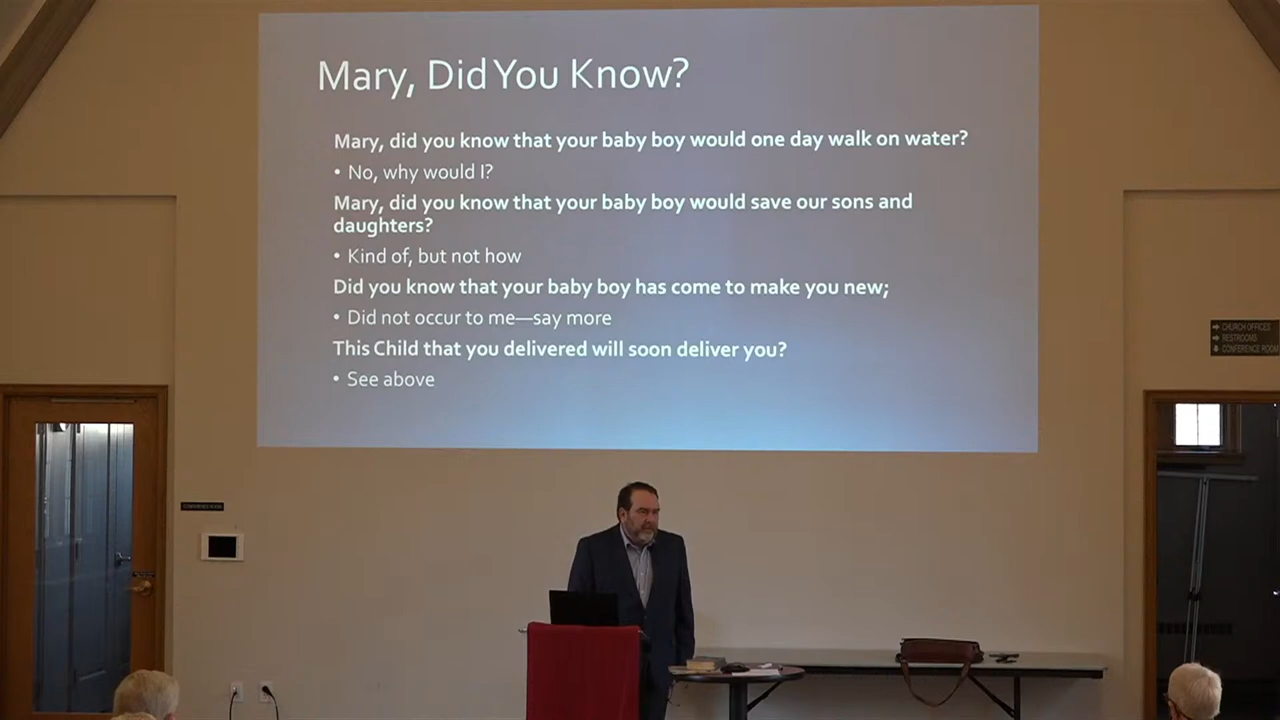 Mary, Did You Know?
Mary, did you know that your baby boy would one day walk on water?
• No, why would I?
Mary, did you know that your baby boy would save our sons and
daughters?
• Kind of, but not how
Did you know that your baby boy has come to make you new;
• Did not occur to me—say more
This Child that you delivered will soon deliver you?
• See above
➔ CHURCH OFFICES
➔ RESTROOMS
CONFERENCE ROOM
CONFERENCE ROOM